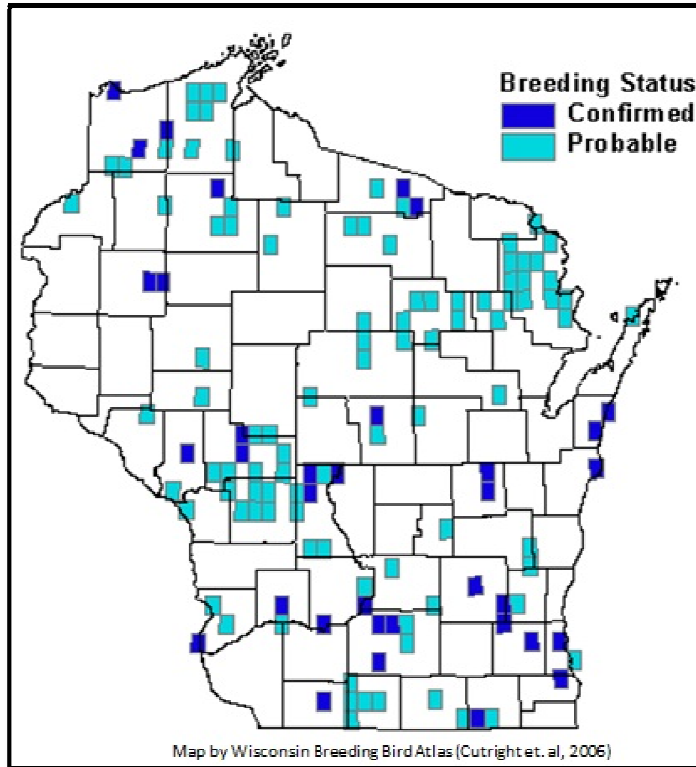 Breeding Status
Confirmed
Probable
Map by Wisconsin Breeding Bird Atlas (Cutright et. al, 2006)